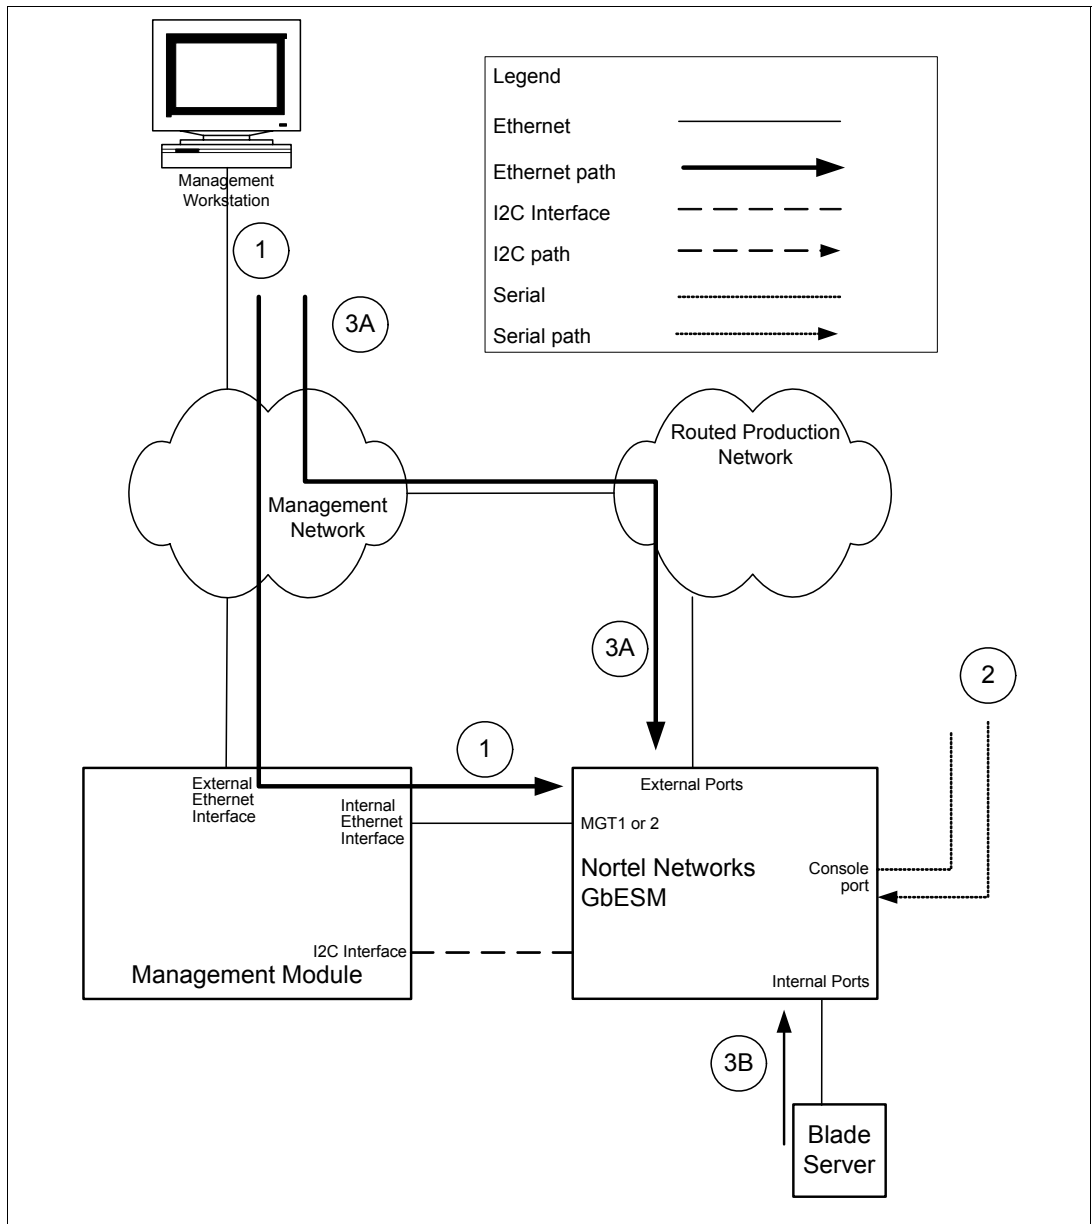 Management
Workstation
Legend
Ethernet
Ethernet path
I2C Interface
I2C path
Serial
Serial path
1
3A
Routed Production
Network
Management
Network
3A
2
1
External
Ethernet
Interface
Internal
Ethernet
Interface
External Ports
MGT1 or 2
Nortel Networks
GbESM
Console
port
I2C Interface
Management Module
Internal Ports
3B
Blade
Server